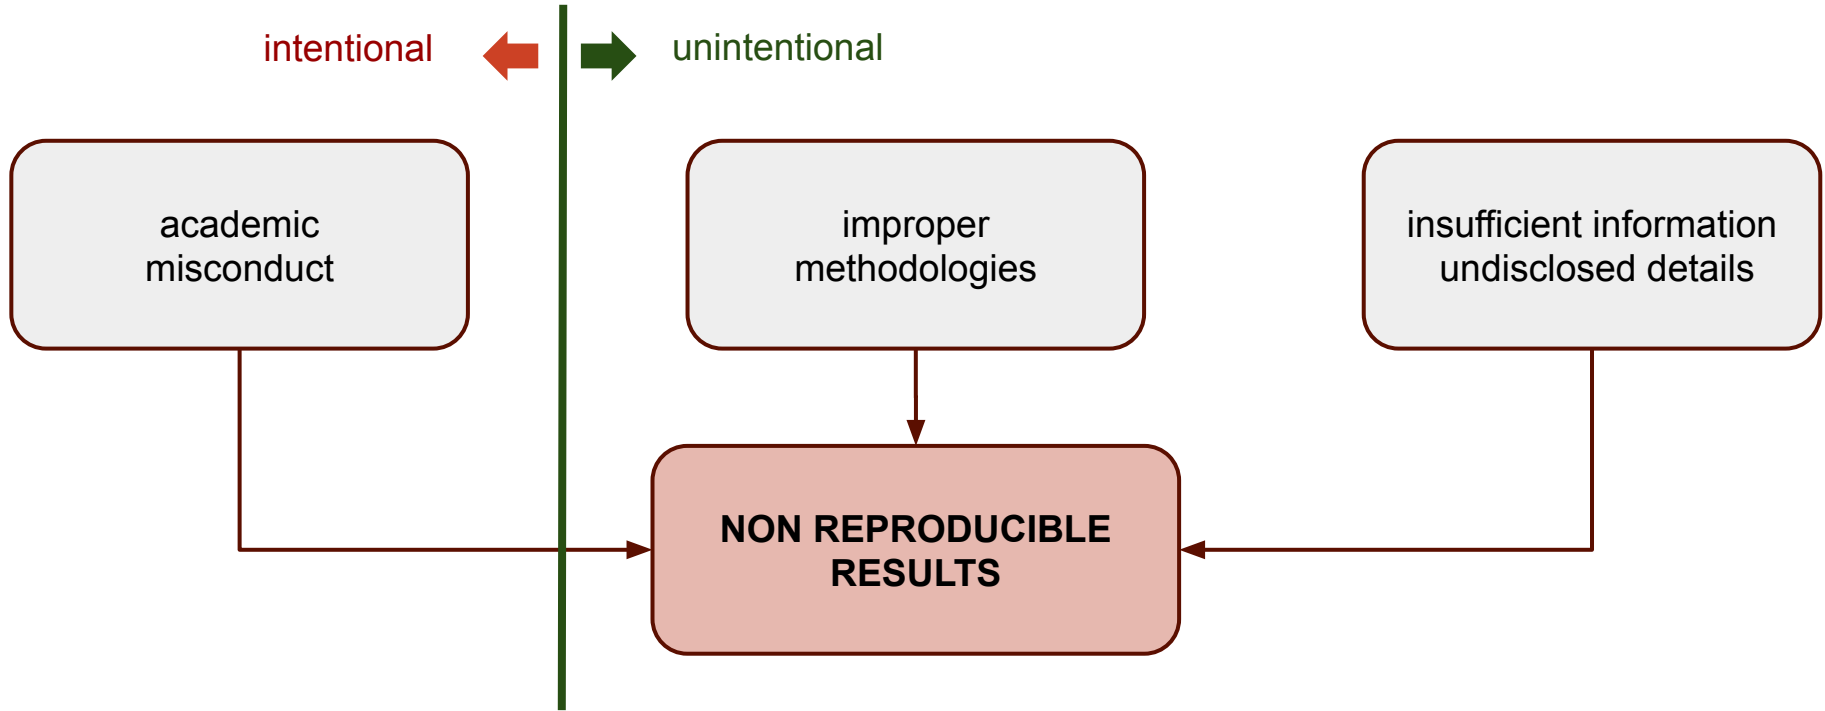 intentional
unintentional
academic
misconduct
improper
methodologies
insufficient information
undisclosed details
NON REPRODUCIBLE
RESULTS